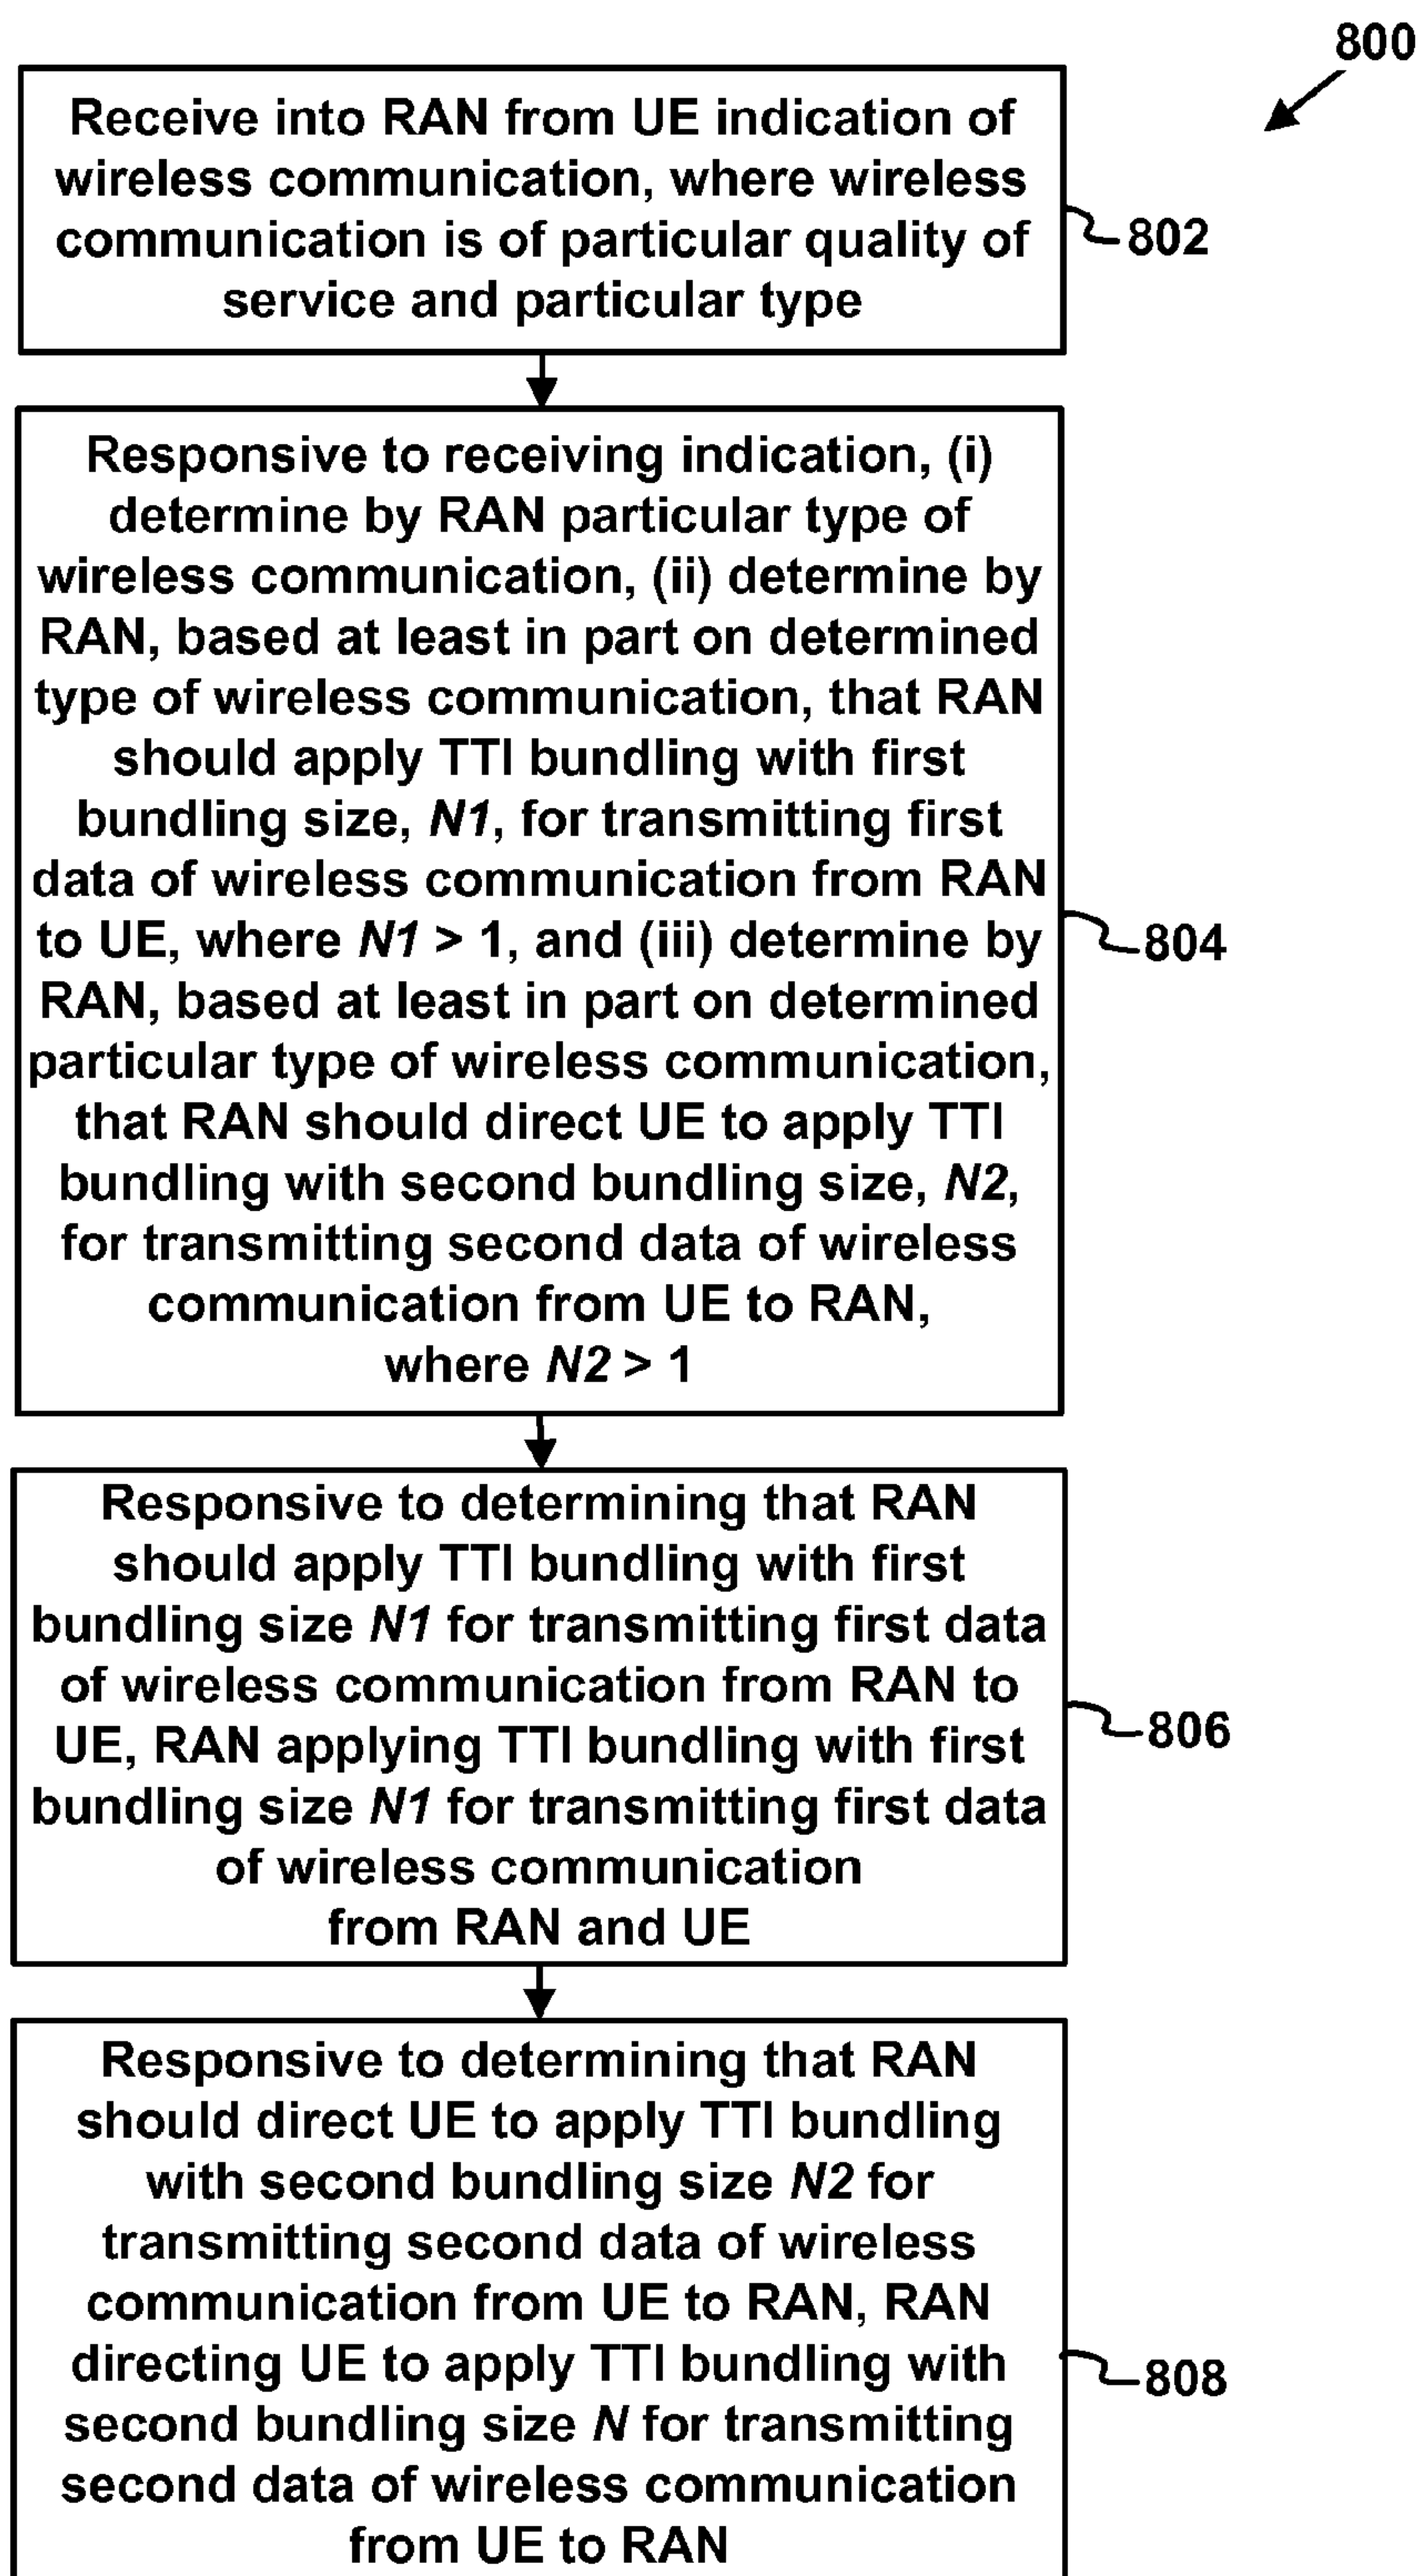 800
Receive into RAN from UE indication of
wireless communication, where wireless
communication is of particular quality of
service and particular type
802
Responsive to receiving indication, (i)
determine by RAN particular type of
wireless communication, (ii) determine by
RAN, based at least in part on determined
type of wireless communication, that RAN
should apply TTI bundling with first
bundling size, N1, for transmitting first
data of wireless communication from RAN
to UE, where N1 > 1, and (iii) determine by
RAN, based at least in part on determined
particular type of wireless communication,
that RAN should direct UE to apply TTI
bundling with second bundling size, N2,
for transmitting second data of wireless
communication from UE to RAN,
where N2 > 1
804
Responsive to determining that RAN
should apply TTI bundling with first
bundling size N1 for transmitting first data
of wireless communication from RAN to
UE, RAN applying TTI bundling with first
bundling size N1 for transmitting first data
of wireless communication
from RAN and UE
806
Responsive to determining that RAN
should direct UE to apply TTI bundling
with second bundling size N2 for
transmitting second data of wireless
communication from UE to RAN, RAN
directing UE to apply TTI bundling with
second bundling size N for transmitting
second data of wireless communication
from UE to RAN
808